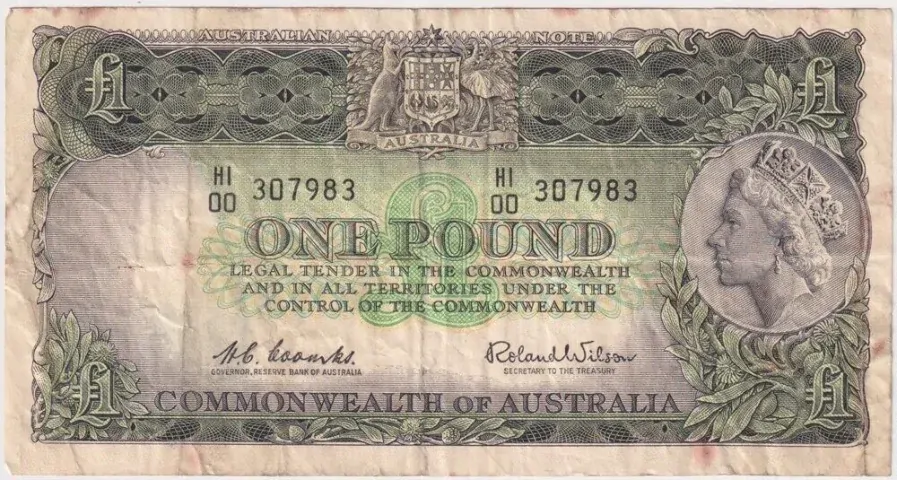 AUSTRALIAN NOTE
£1 £1
AUSTRALIA
HI
00 307983
HI
00 307983
ONE POUND
LEGAL TENDER IN THE COMMONWEALTH
AND IN ALL TERRITORIES UNDER THE
CONTROL OF THE COMMONWEALTH
H.C. Coombs.
GOVERNOR, RESERVE BANK OF AUSTRALIA
Roland Wilson
SECRETARY TO THE TREASURY
£1 COMMONWEALTH OF AUSTRALIA £1